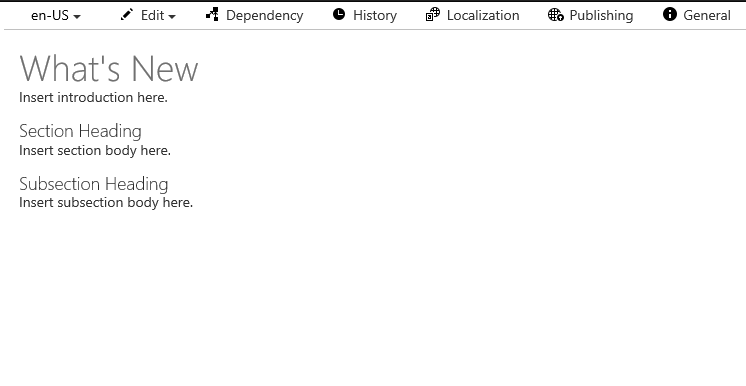 en-US Edit Dependency History Localization Publishing General
What's New
Insert introduction here.
Section Heading
Insert section body here.
Subsection Heading
Insert subsection body here.